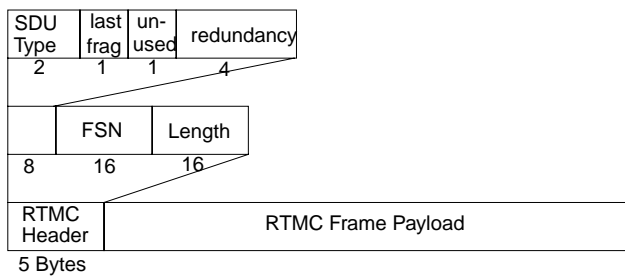 SDU Type
last frag
un-used
redundancy
2 1 1 4
FSN
Length
8 16 16
RTMC Header
RTMC Frame Payload
5 Bytes